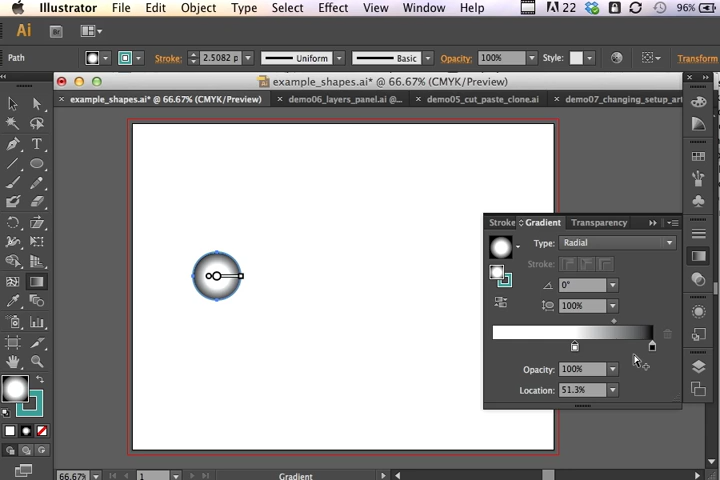 Illustrator File Edit Object Type Select Effect View Window Help 22 96%
Ai Br
Path Stroke: 2.5082 p Uniform Basic Opacity: 100% Style: Transform
example_shapes.ai* @ 66.67% (CMYK/Preview)
× example_shapes.ai* @ 66.67% (CMYK/Preview) × demo06_layers_panel.ai @... × demo05_cut_paste_clone.ai × demo07_changing_setup_art
Stroke Gradient Transparency
Type: Radial
Stroke:
0°
100%
Opacity: 100%
Location: 51.3%
66.67% 1 Gradient